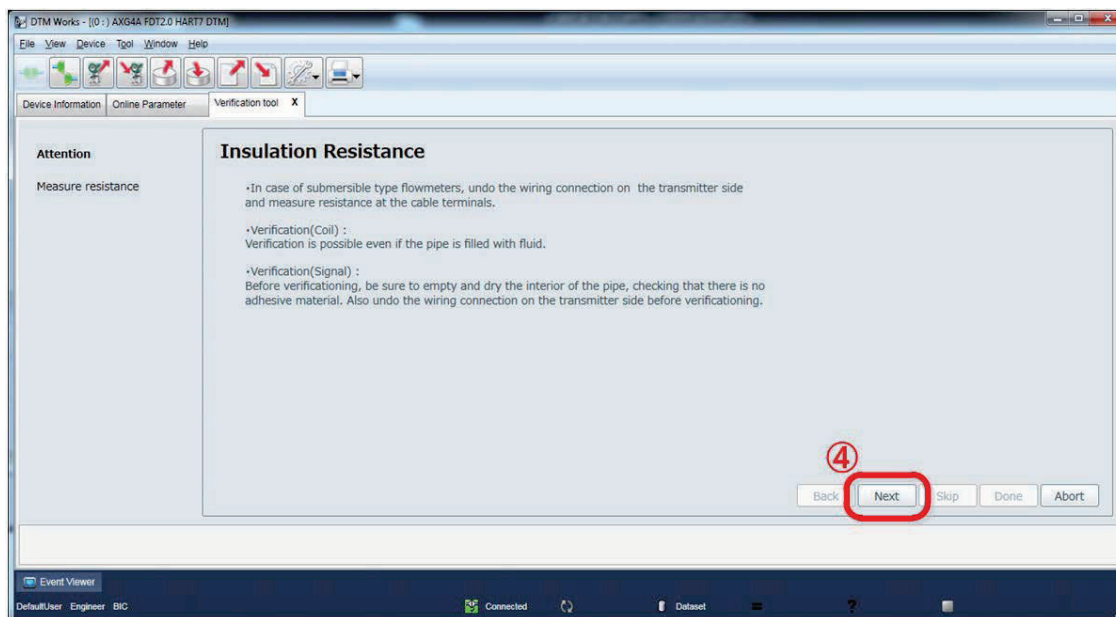 DTM Works - [(0 : ) AXG4A FDT2.0 HART7 DTM]
File View Device Tool Window Help
Device Information Online Parameter Verification tool X
Attention
Measure resistance
Insulation Resistance
•In case of submersible type flowmeters, undo the wiring connection on the transmitter side
and measure resistance at the cable terminals.
•Verification(Coil) :
Verification is possible even if the pipe is filled with fluid.
•Verification(Signal) :
Before verificationing, be sure to empty and dry the interior of the pipe, checking that there is no
adhesive material. Also undo the wiring connection on the transmitter side before verificationing.
④
Back Next Skip Done Abort
Event Viewer
DefaultUser Engineer BIC Connected Dataset ?